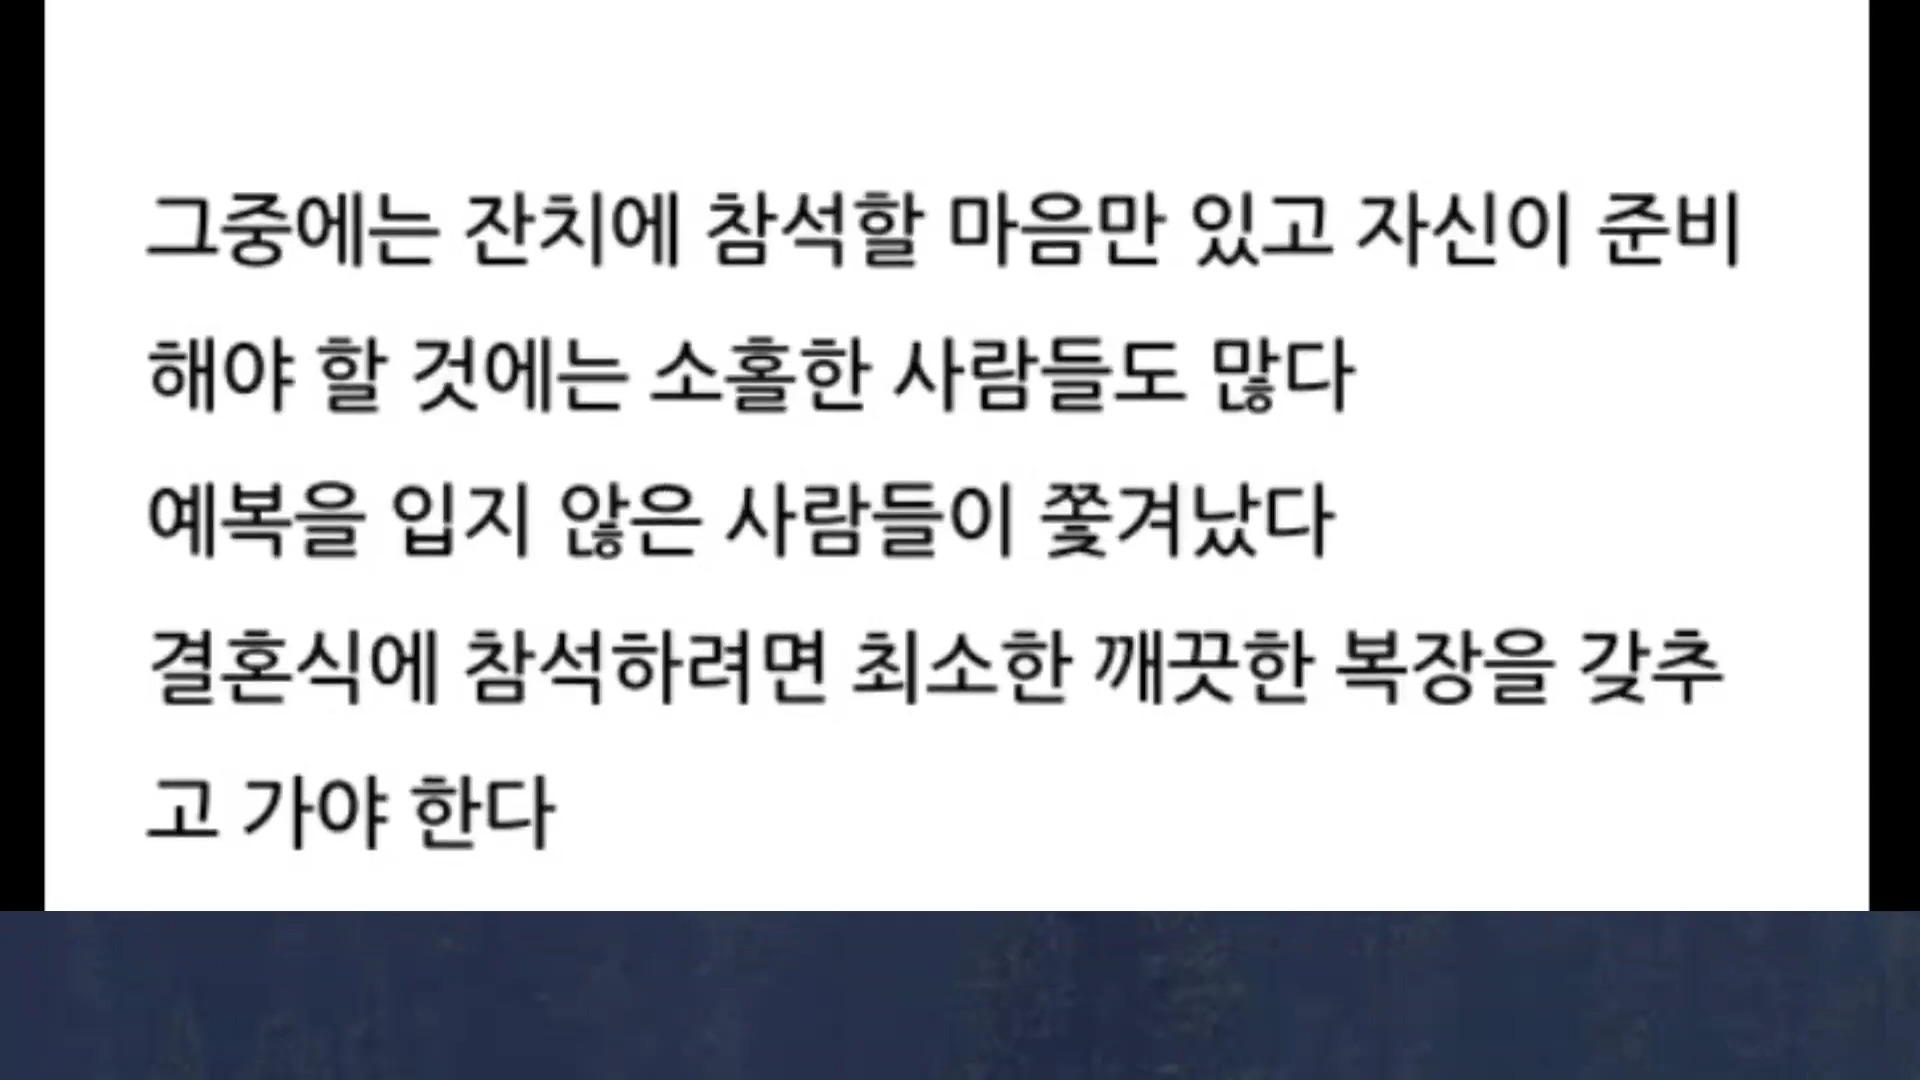 그중에는 잔치에 참석할 마음만 있고 자신이 준비
해야 할 것에는 소홀한 사람들도 많다
예복을 입지 않은 사람들이 쫓겨났다
결혼식에 참석하려면 최소한 깨끗한 복장을 갖추
고 가야 한다